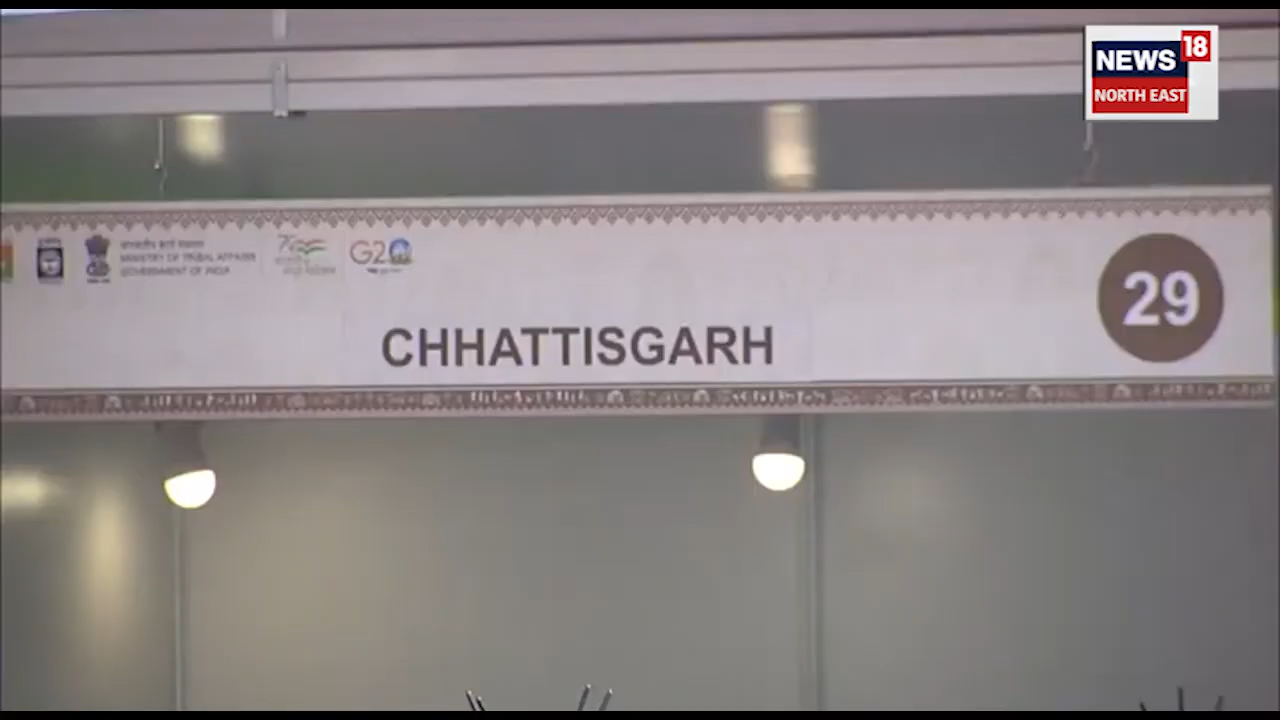 NEWS 18
NORTH EAST
MINISTRY OF TRIBAL AFFAIRS
GOVERNMENT OF INDIA
G20
CHHATTISGARH
29